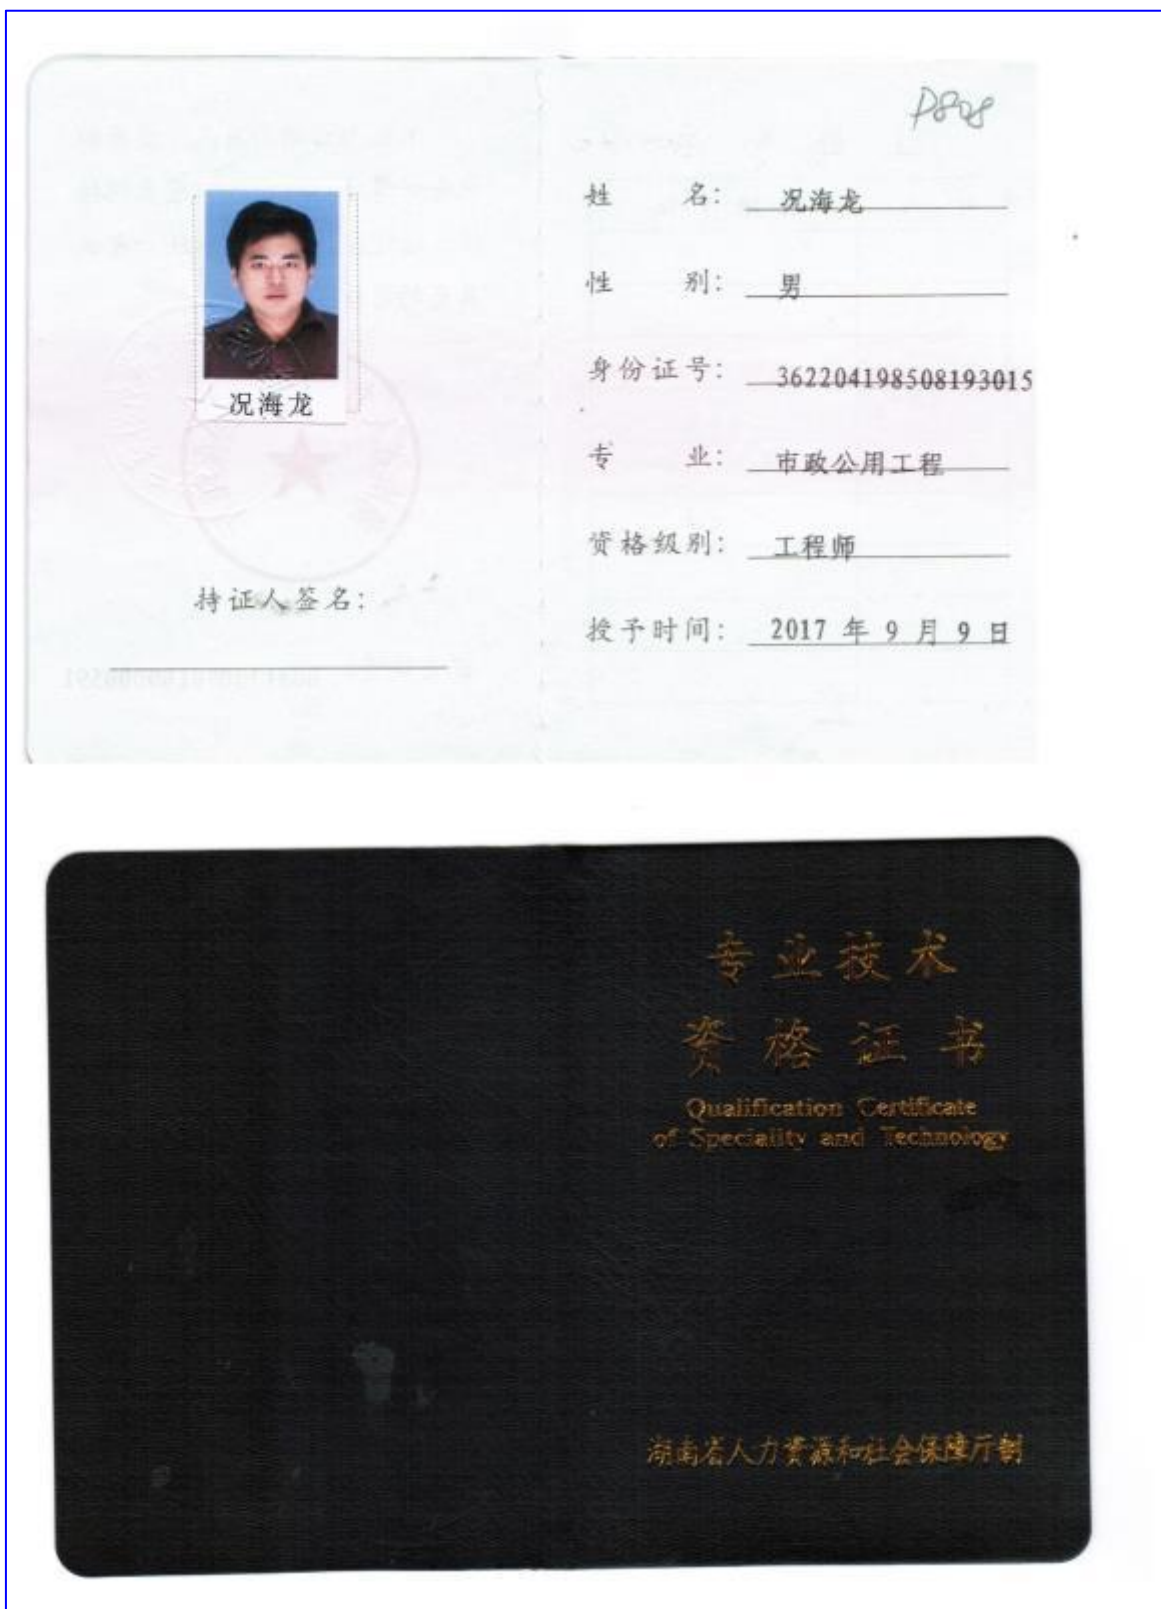 P808
姓 名： 况海龙
性 别： 男
身份证号： 362204198508193015
专 业： 市政公用工程
资格级别： 工程师
授予时间： 2017 年 9 月 9 日
况海龙
持证人签名：
专业技术
资格证书
Qualification Certificate
of Speciality and Technology
湖南省人力资源和社会保障厅制